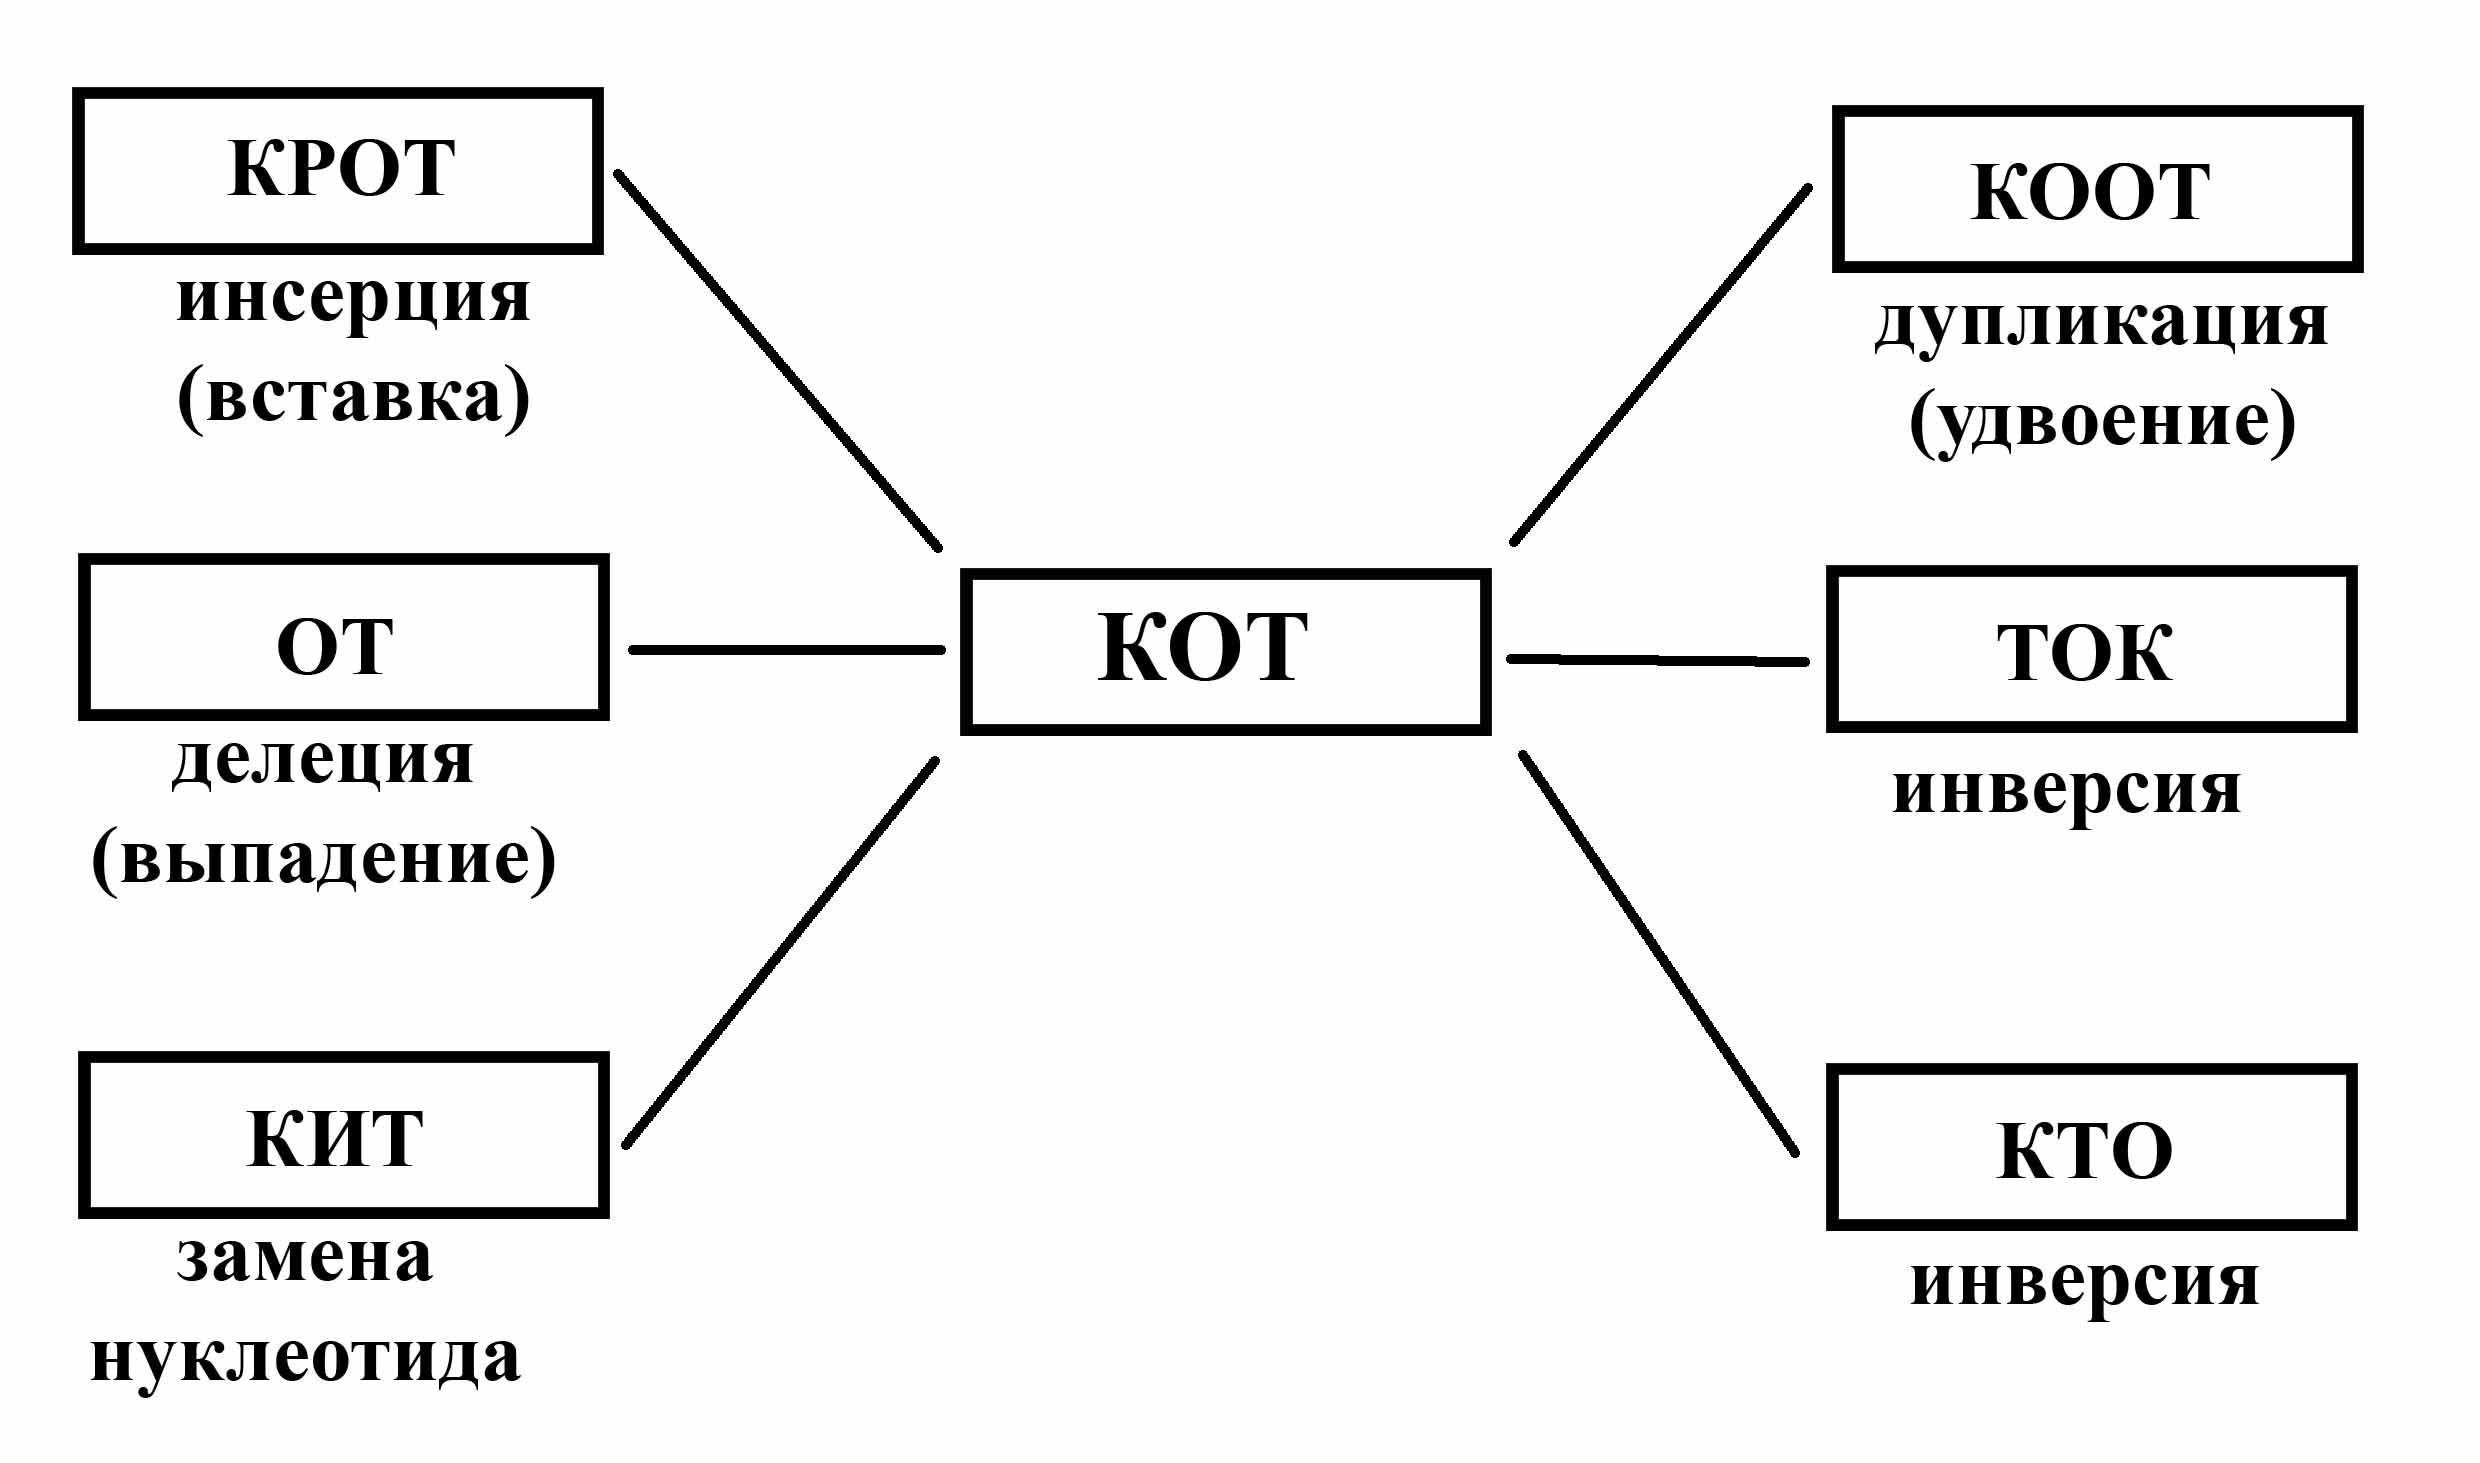 КРОТ
инсерция
(вставка)
ОТ
делеция
(выпадение)
КИТ
замена
нуклеотида
КОТ
КООТ
дупликация
(удвоение)
ТОК
инверсия
КТО
инверсия